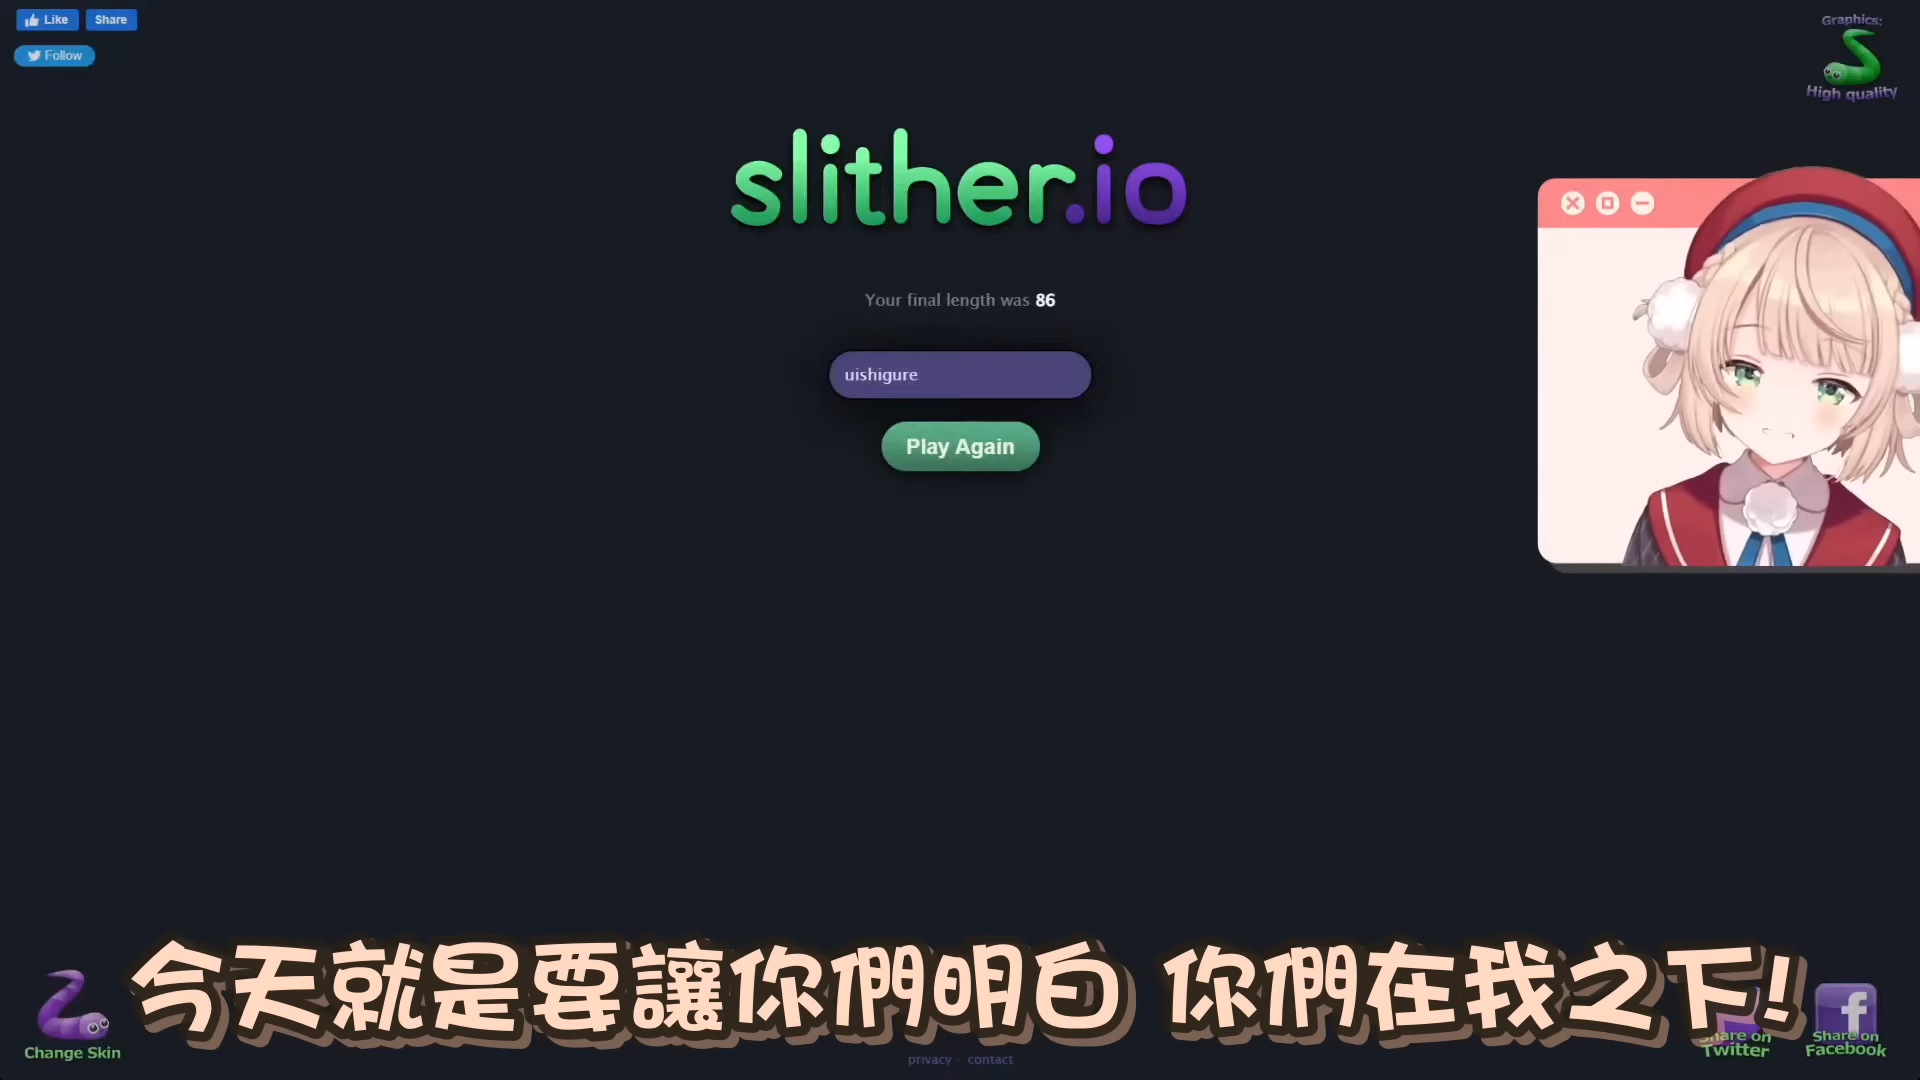 Like
Share
Follow
Graphics:
High quality
slither.io
Your final length was 86
uishigure
Play Again
今天就是要讓你們明白 你們在我之下!
Change Skin
privacy · contact
Share on
Twitter
Share on
Facebook